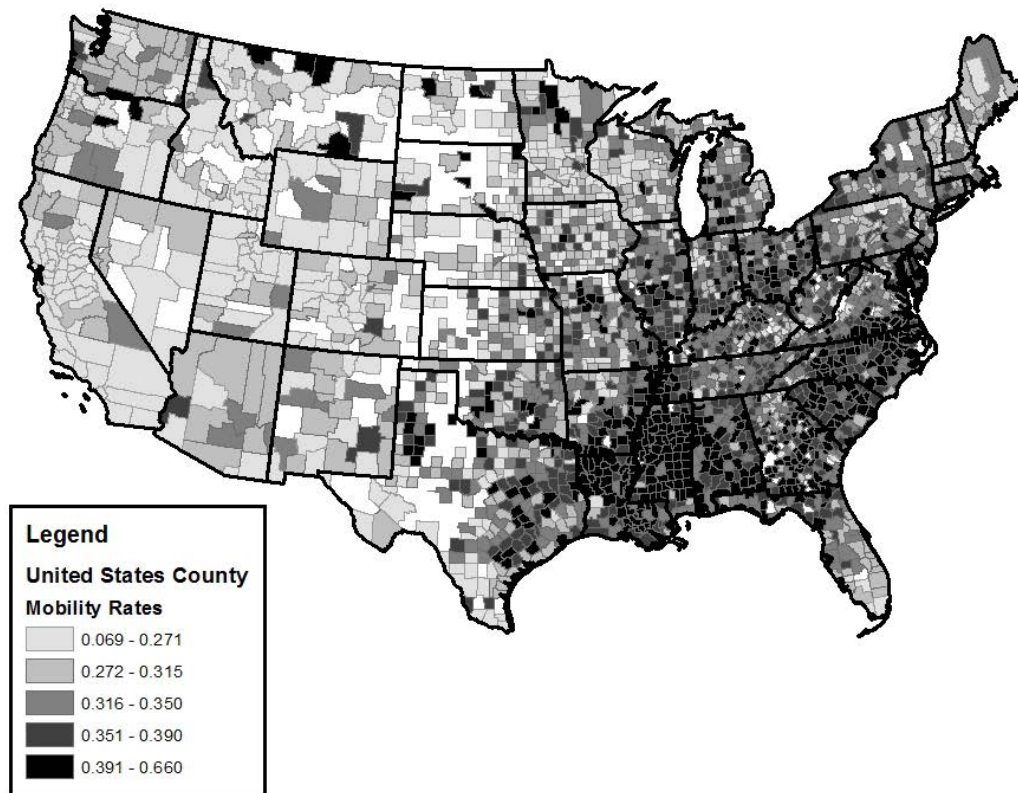 Legend
United States County
Mobility Rates
0.069 - 0.271
0.272 - 0.315
0.316 - 0.350
0.351 - 0.390
0.391 - 0.660